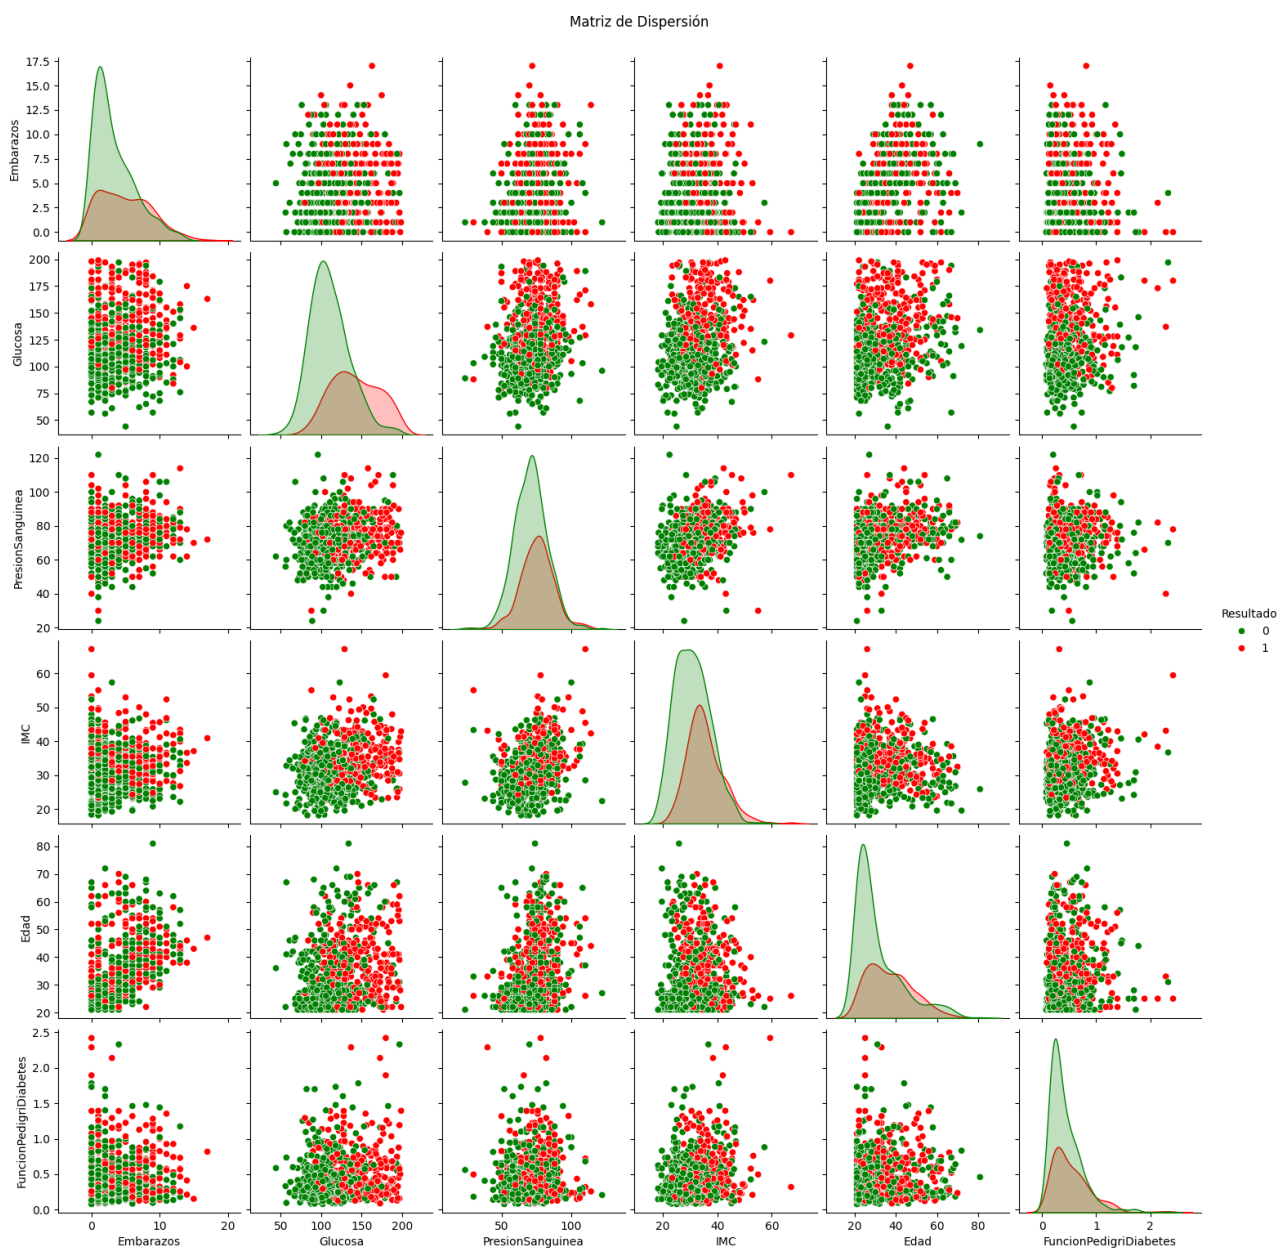 Matriz de Dispersión
Embarazos
17.5
15.0
12.5
10.0
7.5
5.0
2.5
0.0
Glucosa
200
175
150
125
100
75
50
PresionSanguinea
120
100
80
60
40
20
IMC
60
50
40
30
20
Edad
80
70
60
50
40
30
20
FuncionPedigriDiabetes
2.5
2.0
1.5
1.0
0.5
0.0
0 10 20
Embarazos
50 100 150 200
Glucosa
50 100
PresionSanguinea
20 40 60
IMC
20 40 60 80
Edad
0 1 2
FuncionPedigriDiabetes
Resultado
0
1